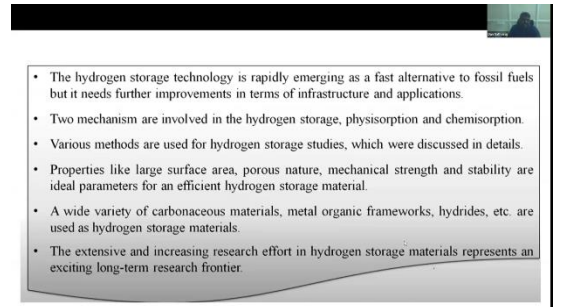 • The hydrogen storage technology is rapidly emerging as a fast alternative to fossil fuels
but it needs further improvements in terms of infrastructure and applications.
• Two mechanism are involved in the hydrogen storage, physisorption and chemisorption.
• Various methods are used for hydrogen storage studies, which were discussed in details.
• Properties like large surface area, porous nature, mechanical strength and stability are
ideal parameters for an efficient hydrogen storage material.
• A wide variety of carbonaceous materials, metal organic frameworks, hydrides, etc. are
used as hydrogen storage materials.
• The extensive and increasing research effort in hydrogen storage materials represents an
exciting long-term research frontier.